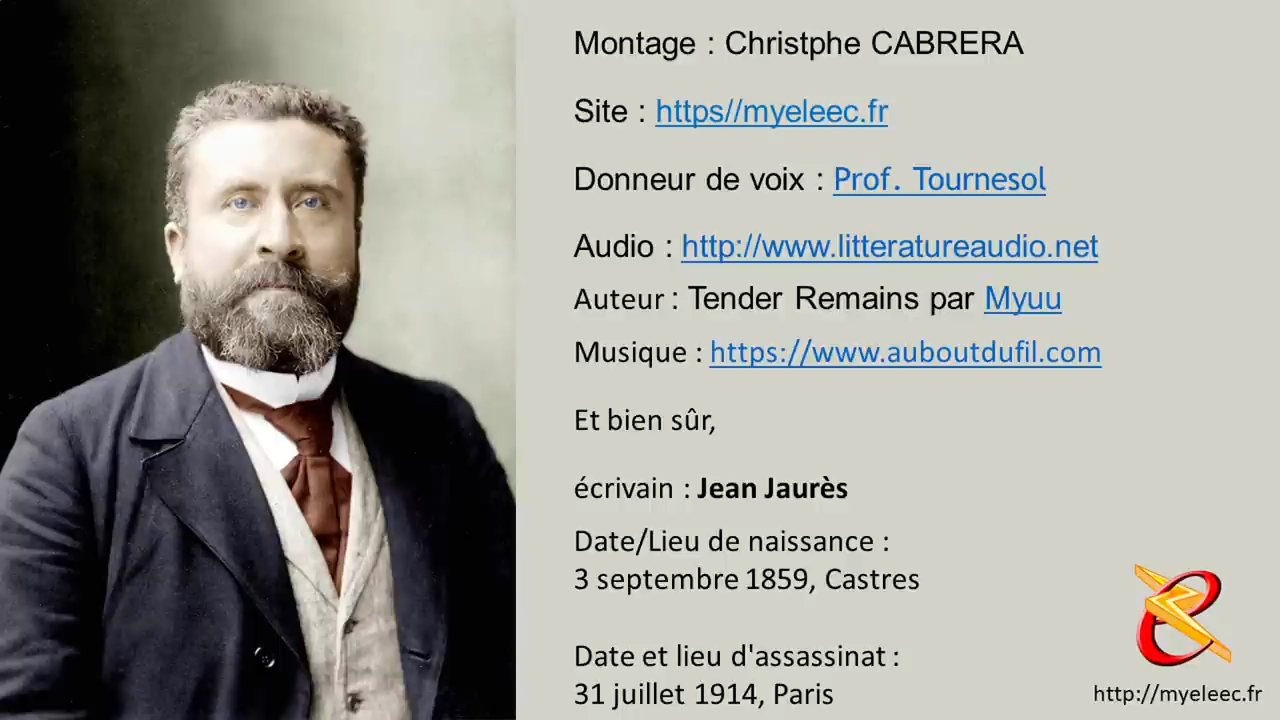 Montage : Christphe CABRERA
Site : https//myeleec.fr
Donneur de voix : Prof. Tournesol
Audio : http://www.litteratureaudio.net
Auteur : Tender Remains par Myuu
Musique : https://www.auboutdufil.com
Et bien sûr,
écrivain : Jean Jaurès
Date/Lieu de naissance :
3 septembre 1859, Castres
Date et lieu d'assassinat :
31 juillet 1914, Paris
http://myeleec.fr